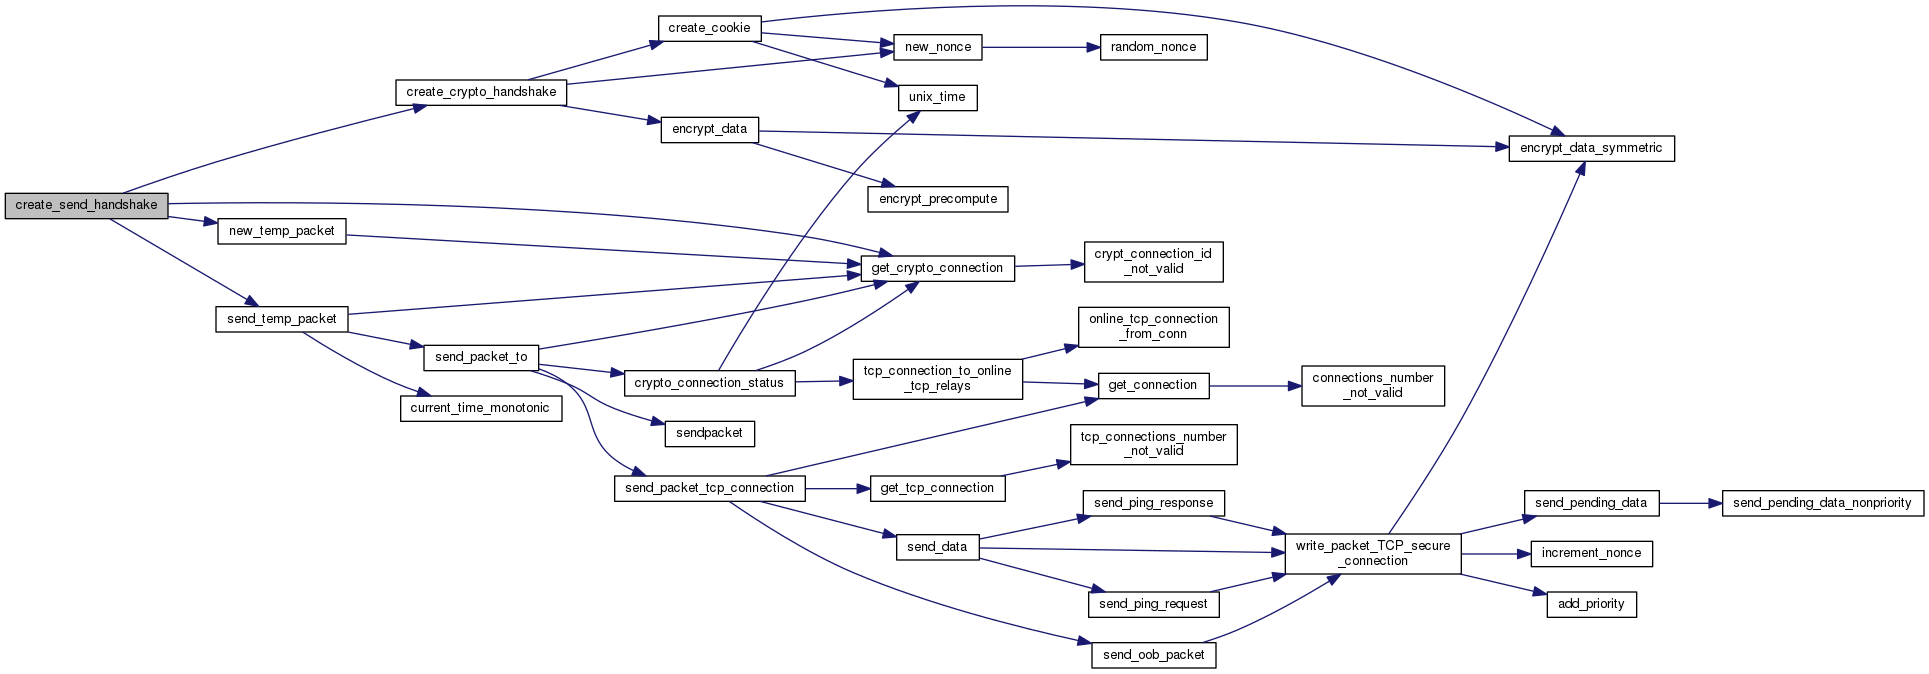 create_cookie
new_nonce
random_nonce
create_crypto_handshake
unix_time
encrypt_data
encrypt_data_symmetric
create_send_handshake
encrypt_precompute
new_temp_packet
get_crypto_connection
crypt_connection_id
_not_valid
send_temp_packet
online_tcp_connection
_from_conn
send_packet_to
crypto_connection_status
tcp_connection_to_online
_tcp_relays
get_connection
connections_number
_not_valid
current_time_monotonic
sendpacket
tcp_connections_number
_not_valid
send_packet_tcp_connection
get_tcp_connection
send_ping_response
send_pending_data
send_pending_data_nonpriority
send_data
write_packet_TCP_secure
_connection
increment_nonce
send_ping_request
add_priority
send_oob_packet